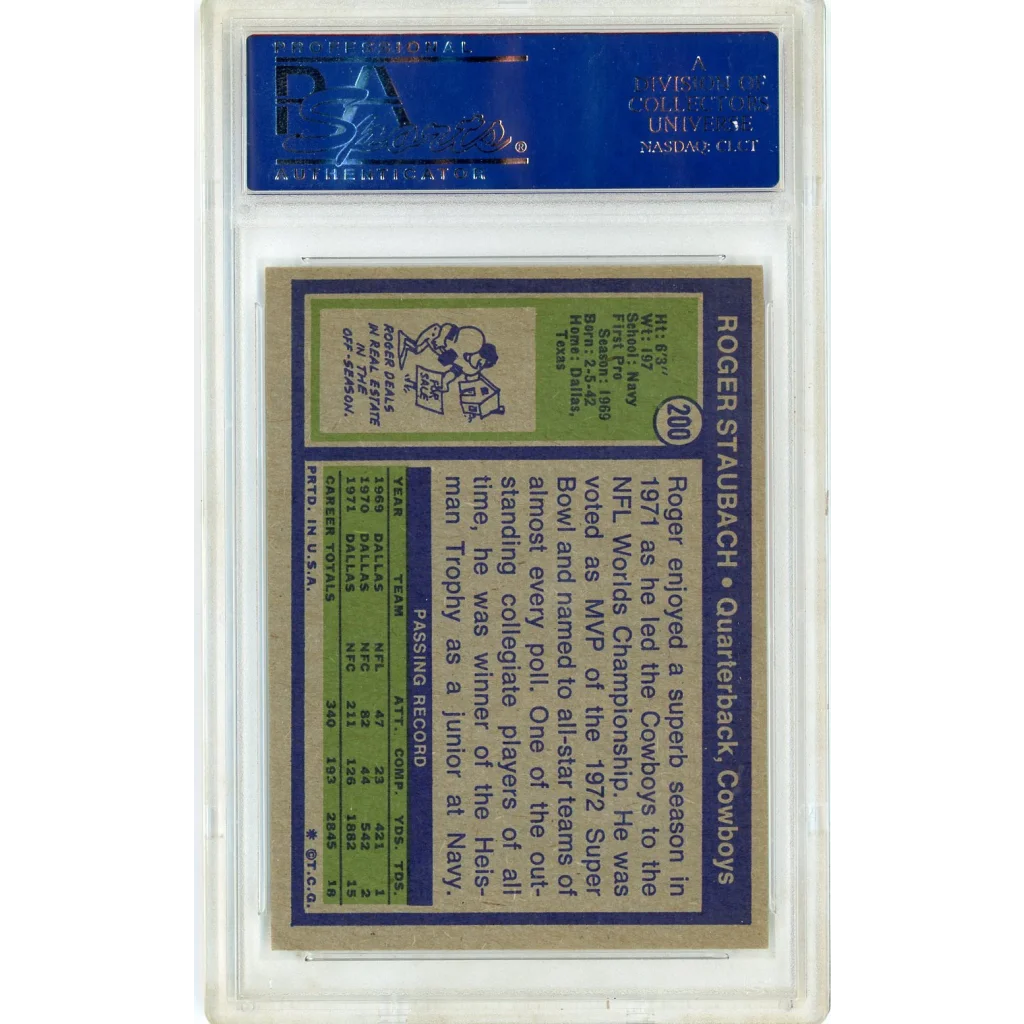 PROFESSIONAL
PSA
Sports®
AUTHENTICATOR
A
DIVISION OF
COLLECTORS
UNIVERSE
NASDAQ: CLCT
ROGER STAUBACH • Quarterback, Cowboys
200
Ht: 6'3"
Wt: 197
School: Navy
First Pro
Season: 1969
Born: 2-5-42
Home: Dallas,
Texas
FOR
SALE
ROGER DEALS
IN REAL ESTATE
IN THE
OFF-SEASON.
Roger enjoyed a superb season in
1971 as he led the Cowboys to the
NFL Worlds Championship. He was
voted as MVP of the 1972 Super
Bowl and named to all-star teams of
almost every poll. One of the out-
standing collegiate players of all
time, he was winner of the Heis-
man Trophy as a junior at Navy.
PASSING RECORD
YEAR TEAM ATT. COMP. YDS. TDS.
1969 DALLAS NFL 47 23 421 1
1970 DALLAS NFC 82 44 542 2
1971 DALLAS NFC 211 126 1882 15
CAREER TOTALS 340 193 2845 18
PRTD. IN U.S.A. * ©T.C.G.